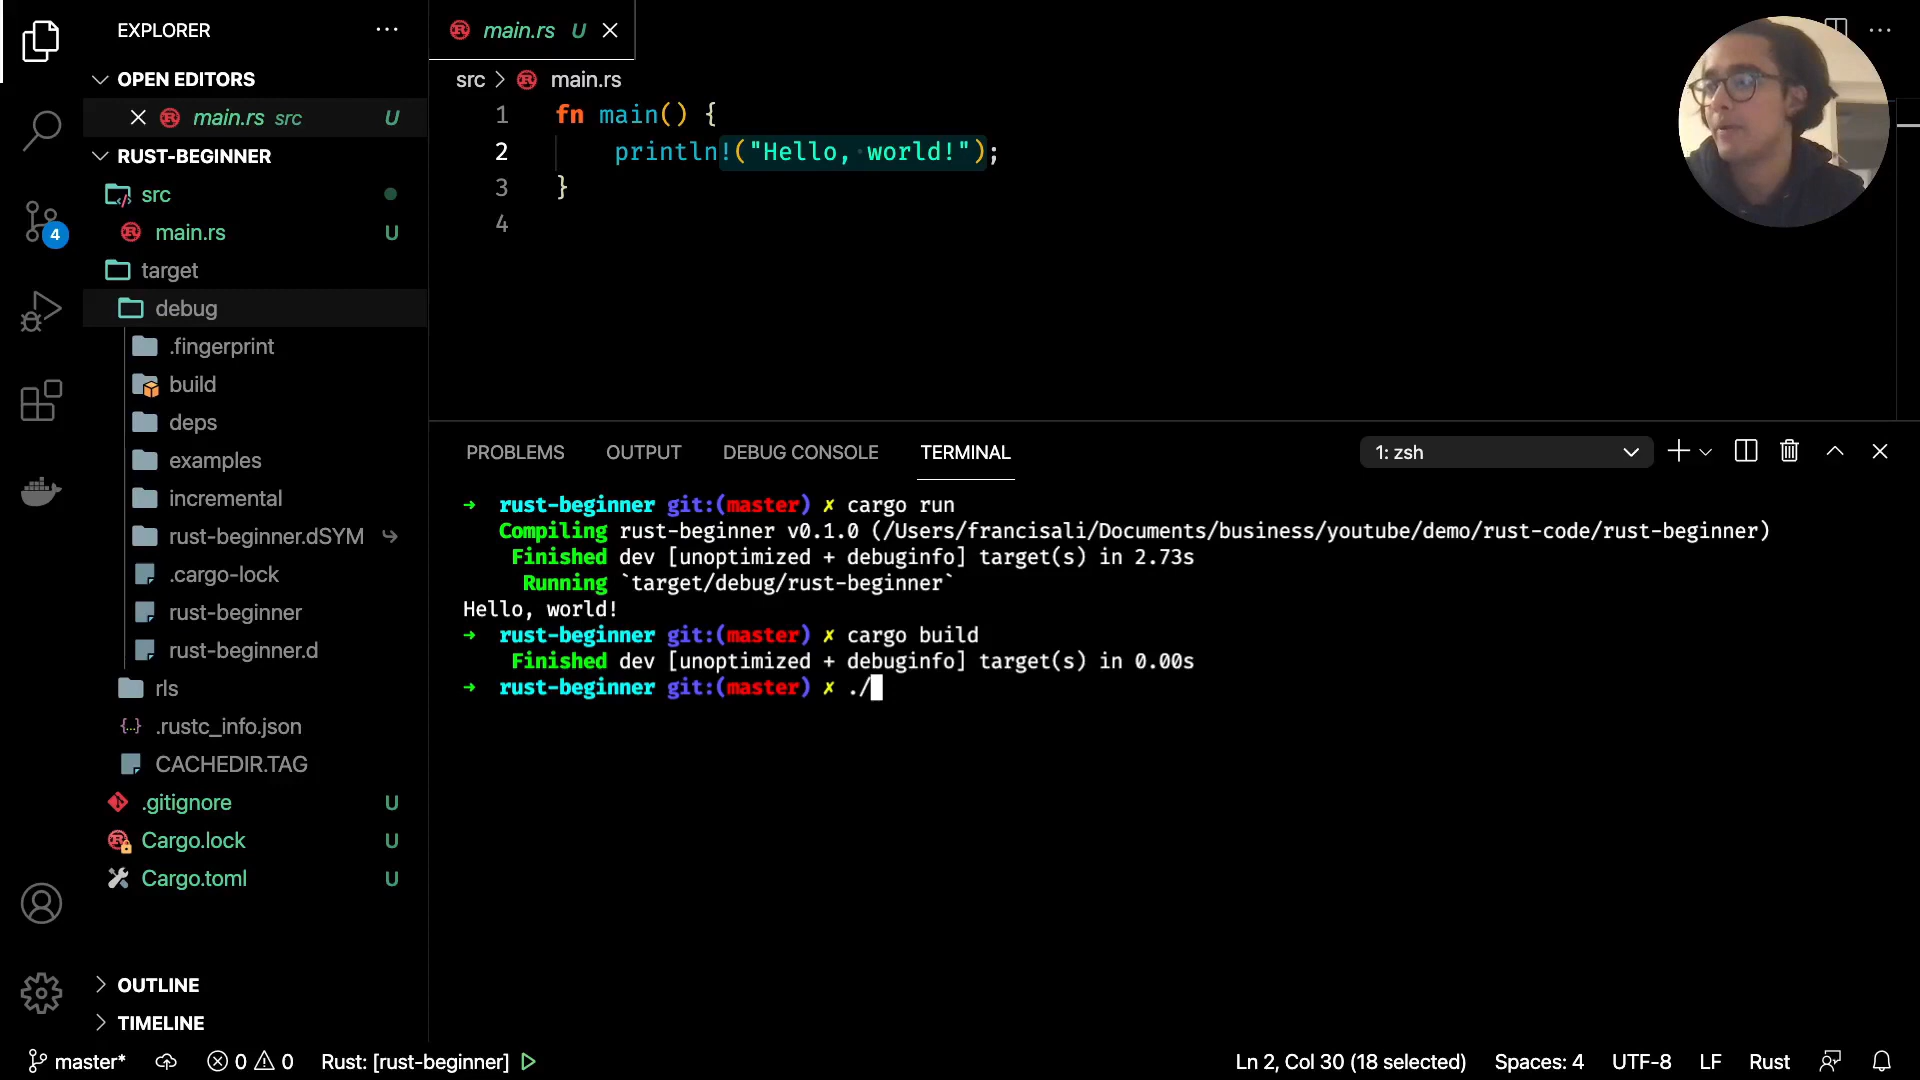 EXPLORER
OPEN EDITORS
main.rs src U
RUST-BEGINNER
src
main.rs U
target
debug
.fingerprint
build
deps
examples
incremental
rust-beginner.dSYM
.cargo-lock
rust-beginner
rust-beginner.d
rls
.rustc_info.json
CACHEDIR.TAG
.gitignore U
Cargo.lock U
Cargo.toml U
OUTLINE
TIMELINE
4
main.rs U
src > main.rs
1 fn main() {
2 println!("Hello, world!");
3 }
4
PROBLEMS OUTPUT DEBUG CONSOLE TERMINAL 1: zsh
→ rust-beginner git:(master) ✗ cargo run
Compiling rust-beginner v0.1.0 (/Users/francisali/Documents/business/youtube/demo/rust-code/rust-beginner)
Finished dev [unoptimized + debuginfo] target(s) in 2.73s
Running `target/debug/rust-beginner`
Hello, world!
→ rust-beginner git:(master) ✗ cargo build
Finished dev [unoptimized + debuginfo] target(s) in 0.00s
→ rust-beginner git:(master) ✗ ./
master* 0 0 Rust: [rust-beginner] Ln 2, Col 30 (18 selected) Spaces: 4 UTF-8 LF Rust